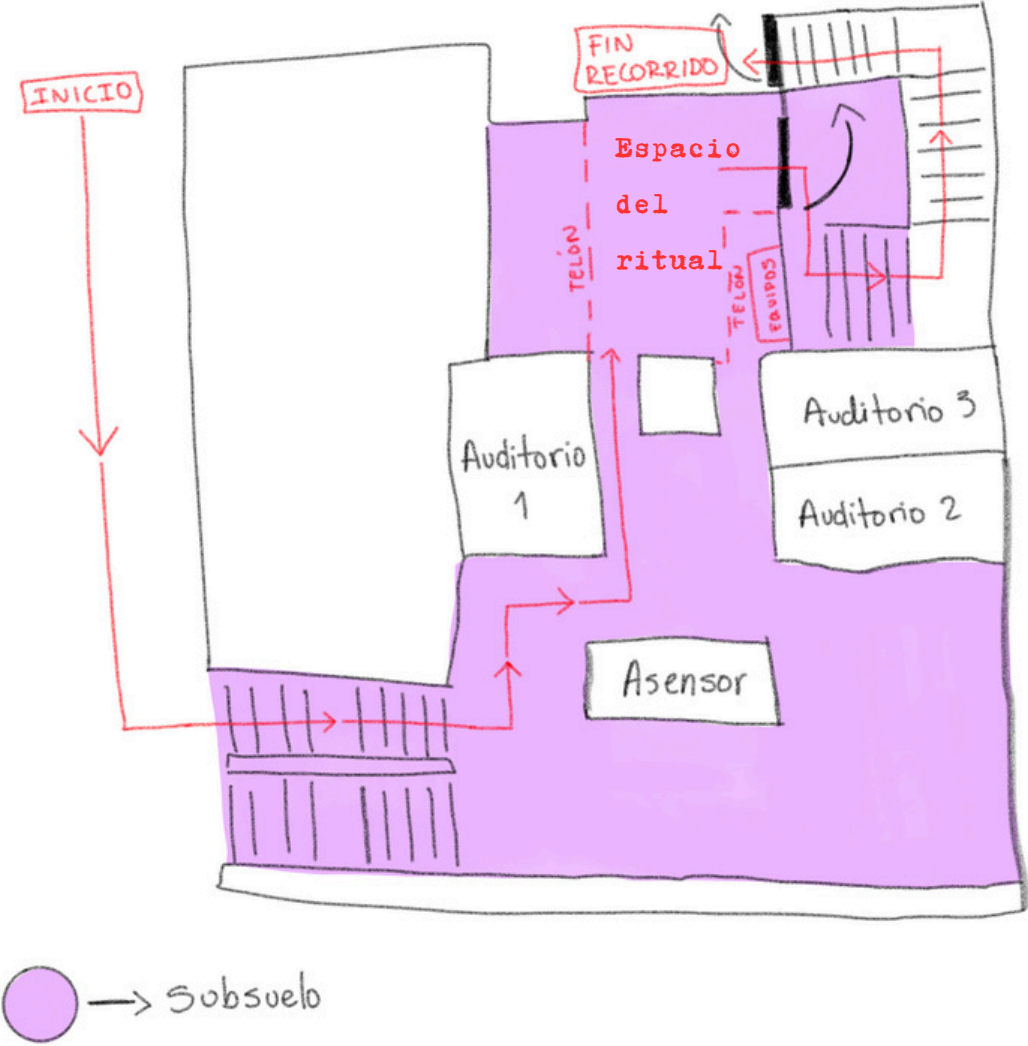 INICIO
FIN
RECORRIDO
Espacio
del
ritual
TELÓN
TELÓN
EQUIPOS
Auditorio
1
Auditorio 3
Auditorio 2
Asensor
Subsuelo